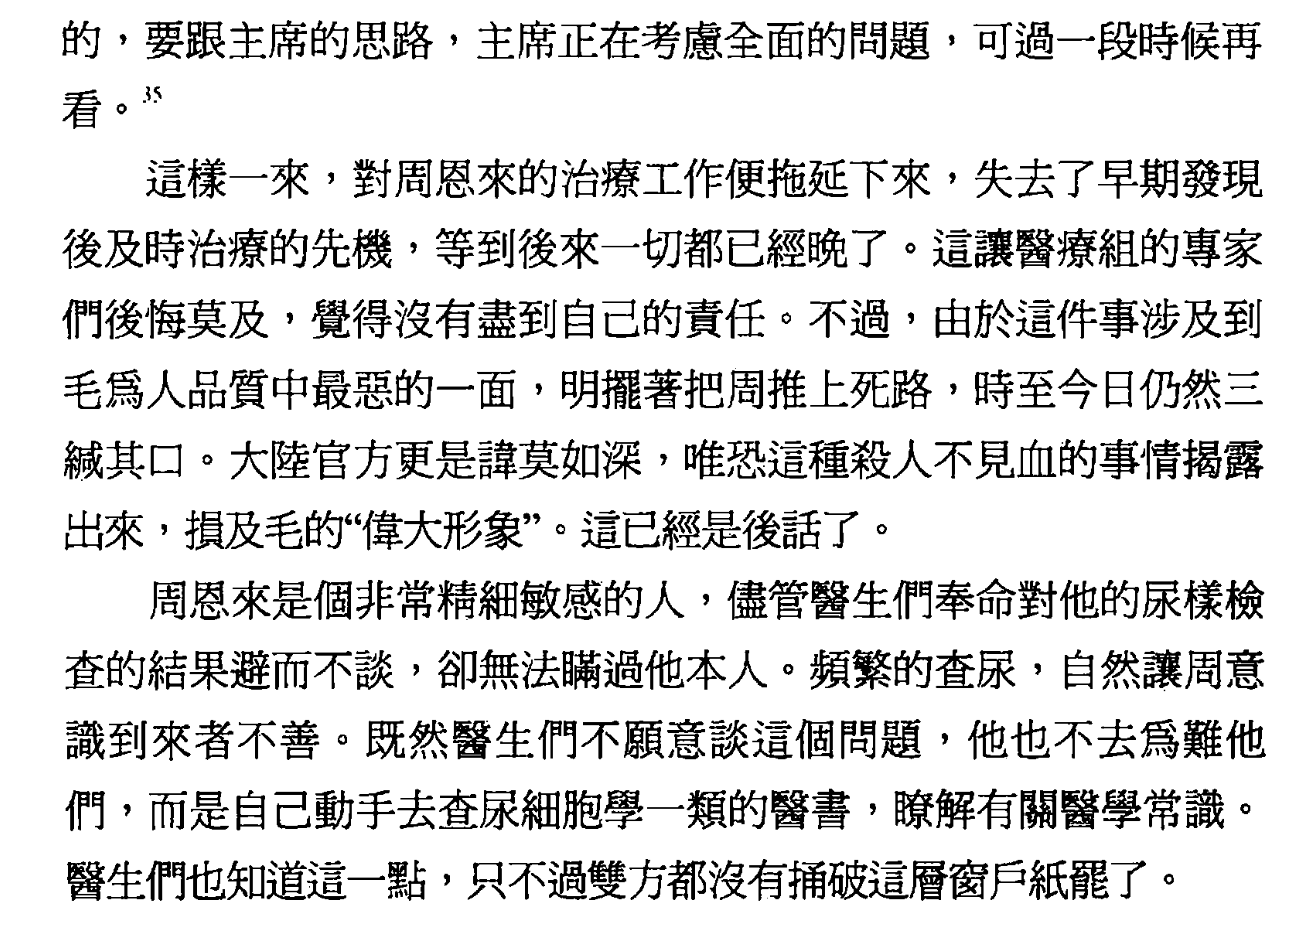 的，要跟主席的思路，主席正在考慮全面的問題，可過一段時候再
看。35
這樣一來，對周恩來的治療工作便拖延下來，失去了早期發現
後及時治療的先機，等到後來一切都已經晚了。這讓醫療組的專家
們後悔莫及，覺得沒有盡到自己的責任。不過，由於這件事涉及到
毛爲人品質中最惡的一面，明擺著把周推上死路，時至今日仍然三
緘其口。大陸官方更是諱莫如深，唯恐這種殺人不見血的事情揭露
出來，損及毛的“偉大形象”。這已經是後話了。
周恩來是個非常精細敏感的人，儘管醫生們奉命對他的尿樣檢
查的結果避而不談，卻無法瞞過他本人。頻繁的查尿，自然讓周意
識到來者不善。既然醫生們不願意談這個問題，他也不去爲難他
們，而是自己動手去查尿細胞學一類的醫書，瞭解有關醫學常識。
醫生們也知道這一點，只不過雙方都沒有捅破這層窗戶紙罷了。